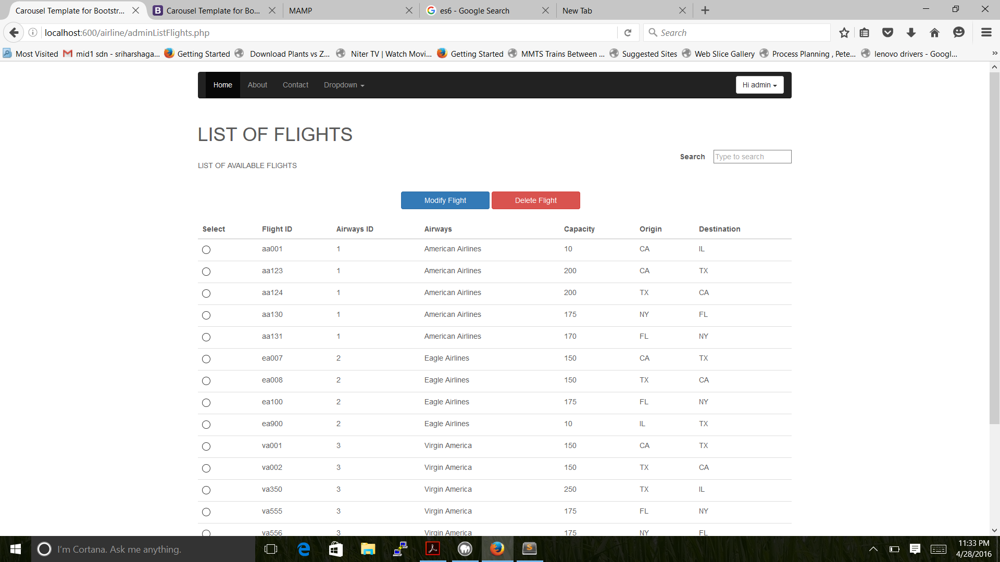 Carousel Template for Bootstr... Carousel Template for Bo... MAMP es6 - Google Search New Tab
localhost:600/airline/adminListFlights.php Search
Most Visited mid1 sdn - sriharshaga... Getting Started Download Plants vs Z... Niter TV | Watch Movi... Getting Started MMTS Trains Between ... Suggested Sites Web Slice Gallery Process Planning , Pete... lenovo drivers - Googl...
Home About Contact Dropdown Hi admin
LIST OF FLIGHTS
Search Type to search
LIST OF AVAILABLE FLIGHTS
Modify Flight Delete Flight
Select Flight ID Airways ID Airways Capacity Origin Destination
aa001 1 American Airlines 10 CA IL
aa123 1 American Airlines 200 CA TX
aa124 1 American Airlines 200 TX CA
aa130 1 American Airlines 175 NY FL
aa131 1 American Airlines 170 FL NY
ea007 2 Eagle Airlines 150 CA TX
ea008 2 Eagle Airlines 150 TX CA
ea100 2 Eagle Airlines 175 FL NY
ea900 2 Eagle Airlines 10 IL TX
va001 3 Virgin America 150 CA TX
va002 3 Virgin America 150 TX CA
va350 3 Virgin America 250 TX IL
va555 3 Virgin America 175 FL NY
va556 3 Virgin America 175 NY FL
I'm Cortana. Ask me anything. 11:33 PM
4/28/2016